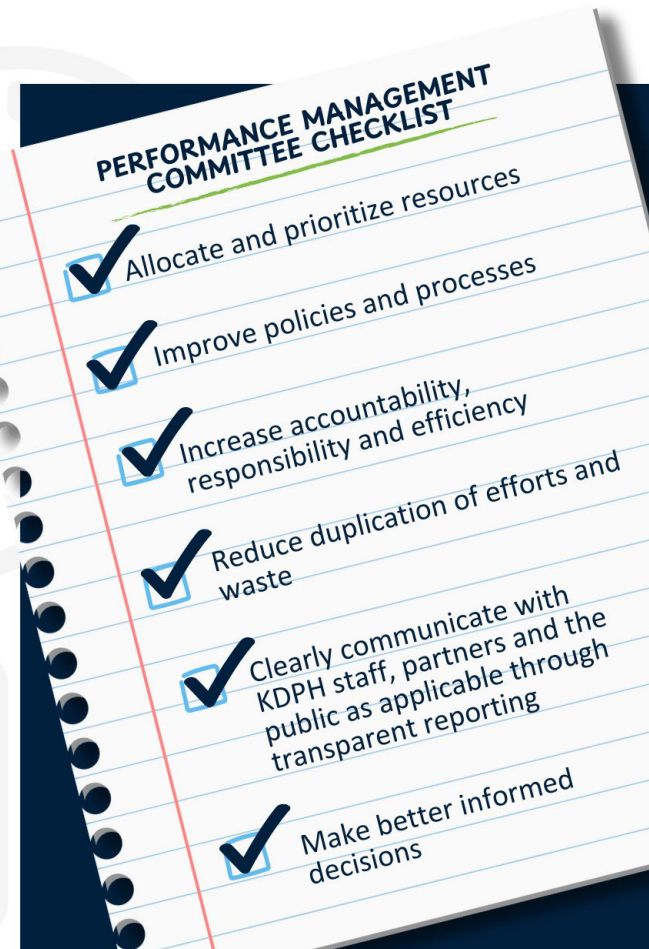 PERFORMANCE MANAGEMENT
COMMITTEE CHECKLIST
Allocate and prioritize resources
Improve policies and processes
Increase accountability,
responsibility and efficiency
Reduce duplication of efforts and
waste
Clearly communicate with
KDPH staff, partners and the
public as applicable through
transparent reporting
Make better informed
decisions